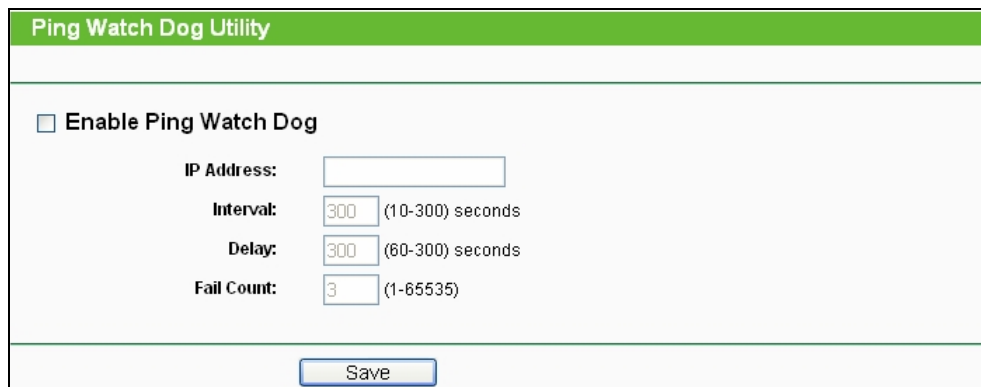 Ping Watch Dog Utility
Enable Ping Watch Dog
IP Address:
Interval: 300 (10-300) seconds
Delay: 300 (60-300) seconds
Fail Count: 3 (1-65535)
Save